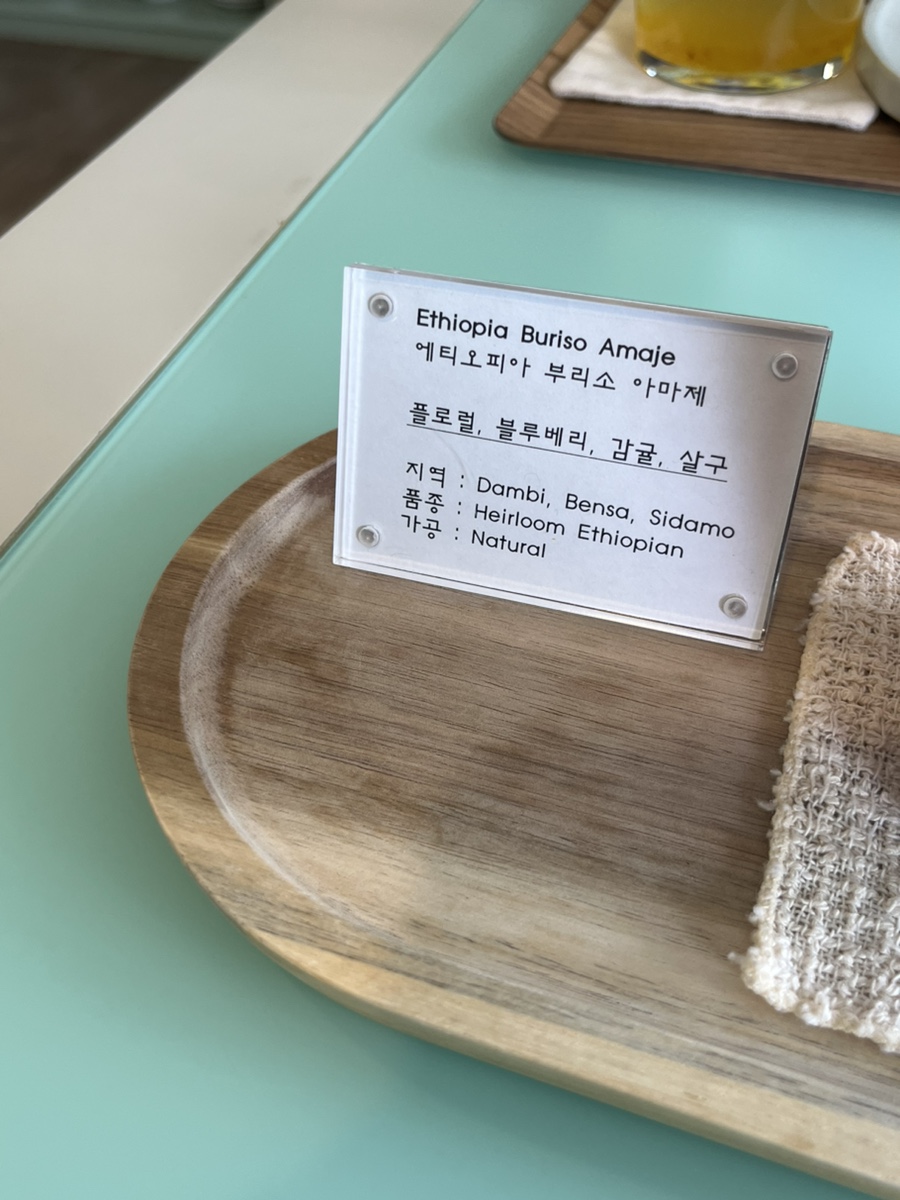 Ethiopia Buriso Amaje
에티오피아 부리소 아마제
플로럴, 블루베리, 감귤, 살구
지역 : Dambi, Bensa, Sidamo
품종 : Heirloom Ethiopian
가공 : Natural